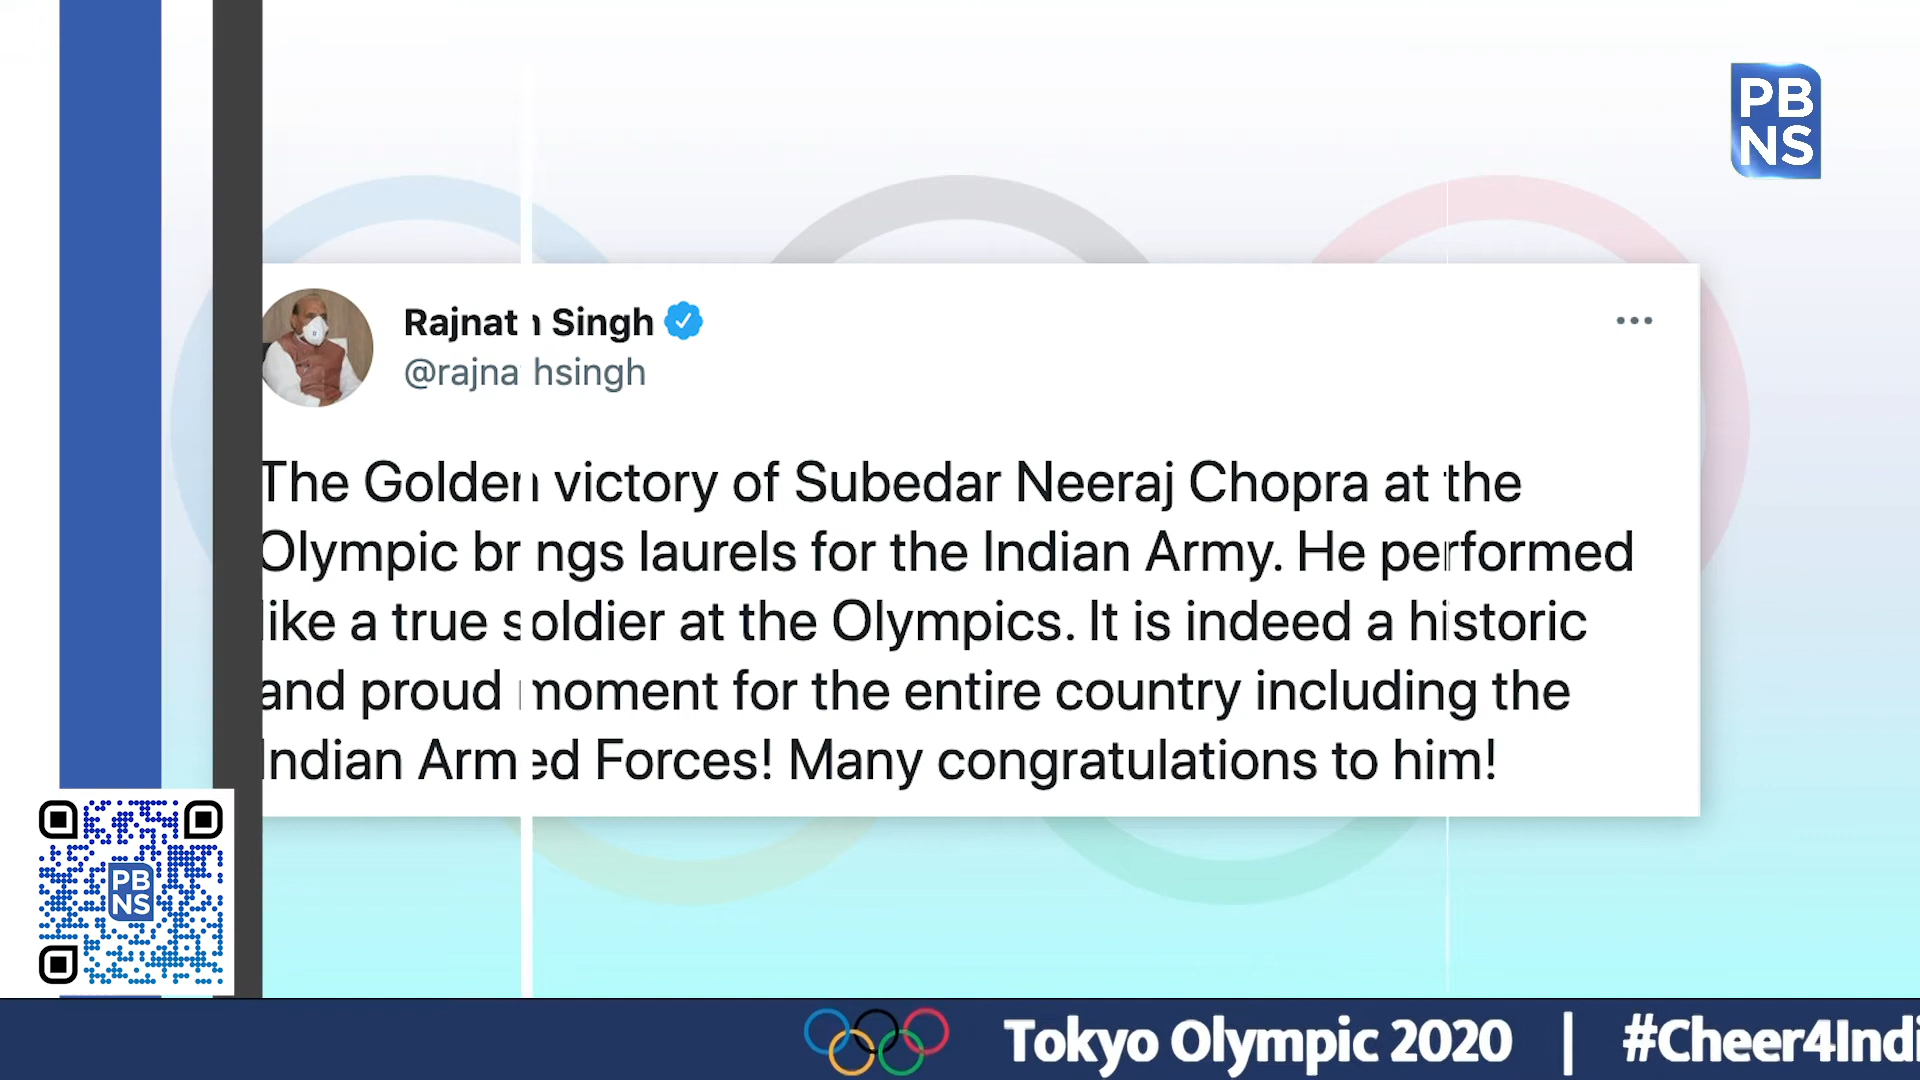 PB
NS
Rajnath Singh
@rajnathsingh
The Golden victory of Subedar Neeraj Chopra at the
Olympic brings laurels for the Indian Army. He performed
like a true soldier at the Olympics. It is indeed a historic
and proud moment for the entire country including the
Indian Armed Forces! Many congratulations to him!
PB
NS
Tokyo Olympic 2020 | #Cheer4Indi